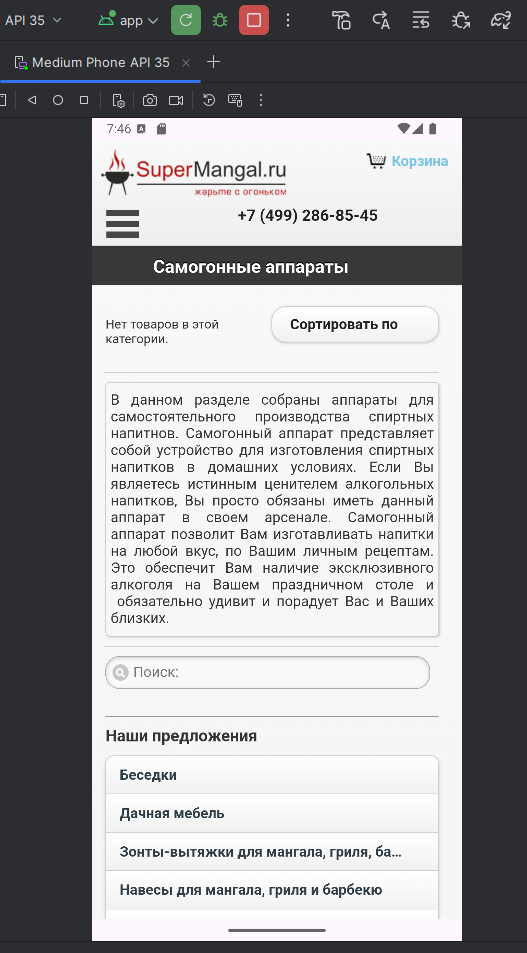 API 35
app
Medium Phone API 35
7:46 A
SuperMangal.ru
жарьте с огоньком
Корзина
+7 (499) 286-85-45
Самогонные аппараты
Нет товаров в этой
категории.
Сортировать по
В данном разделе собраны аппараты для
самостоятельного производства спиртных
напитнов. Самогонный аппарат представляет
собой устройство для изготовления спиртных
напитков в домашних условиях. Если Вы
являетесь истинным ценителем алкогольных
напитков, Вы просто обязаны иметь данный
аппарат в своем арсенале. Самогонный
аппарат позволит Вам изготавливать напитки
на любой вкус, по Вашим личным рецептам.
Это обеспечит Вам наличие эксклюзивного
алкоголя на Вашем праздничном столе и
обязательно удивит и порадует Вас и Ваших
близких.
Поиск:
Наши предложения
Беседки
Дачная мебель
Зонты-вытяжки для мангала, гриля, ба...
Навесы для мангала, гриля и барбекю